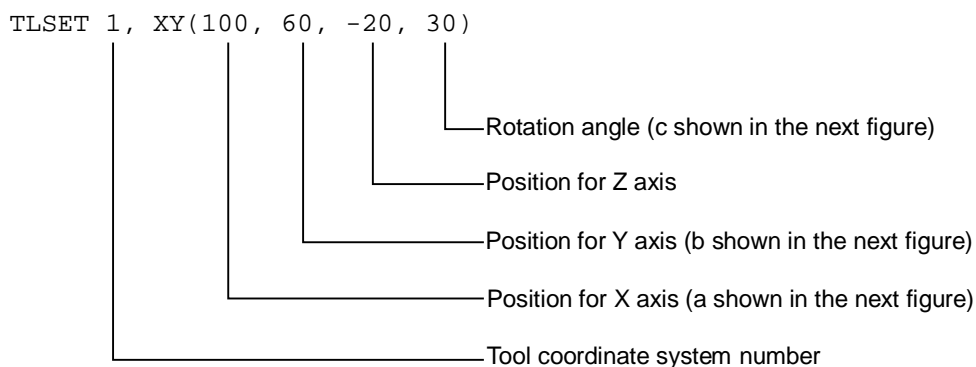 TLSET 1, XY(100, 60, -20, 30)
Rotation angle (c shown in the next figure)
Position for Z axis
Position for Y axis (b shown in the next figure)
Position for X axis (a shown in the next figure)
Tool coordinate system number